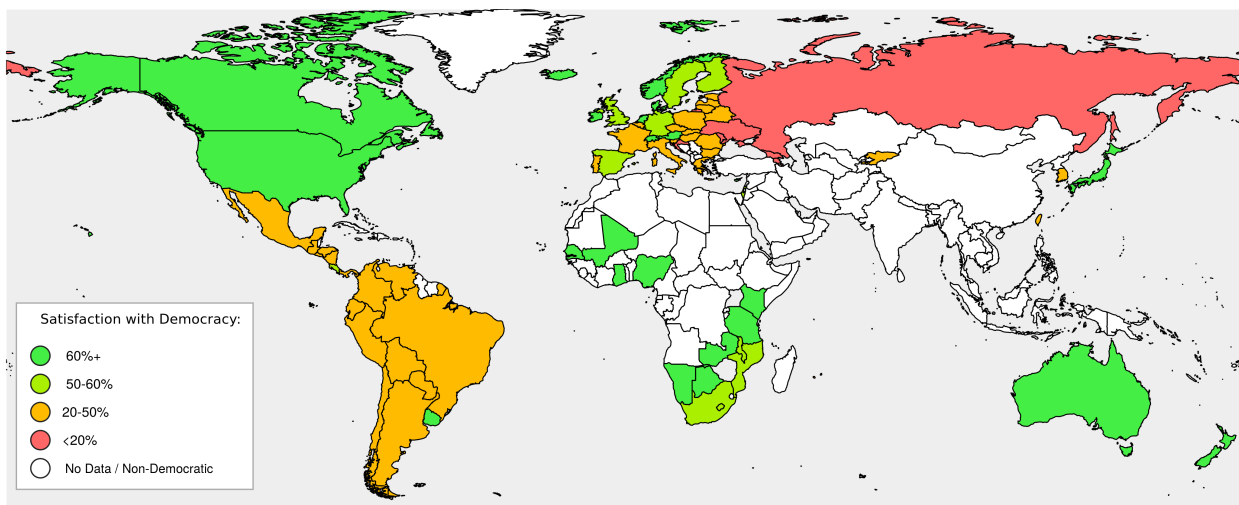 Satisfaction with Democracy:
60%+
50-60%
20-50%
<20%
No Data / Non-Democratic